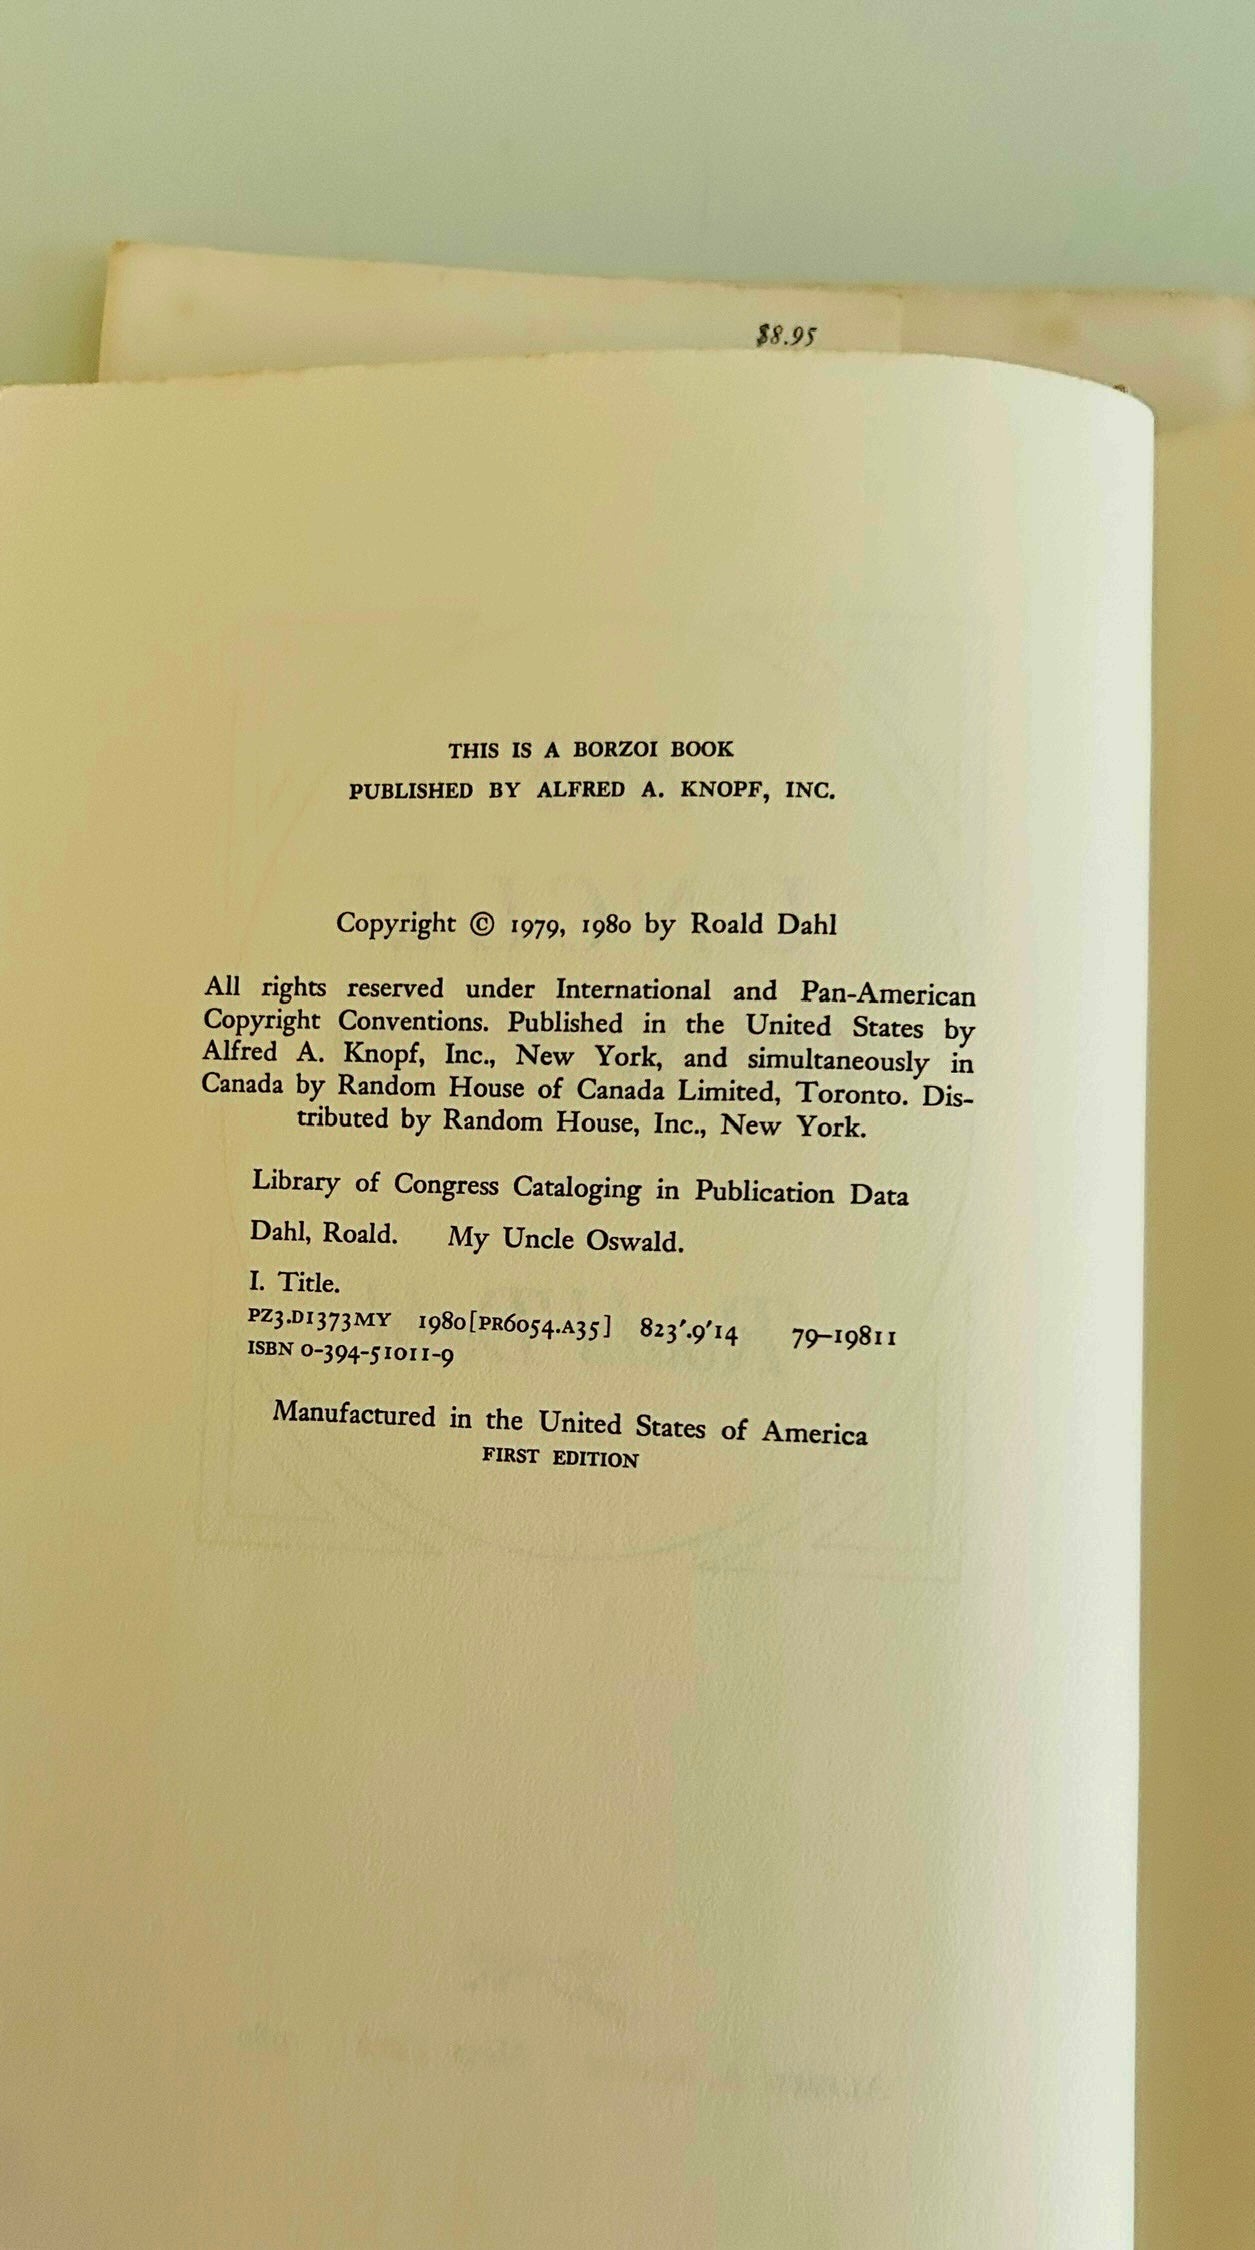 $8.95
THIS IS A BORZOI BOOK
PUBLISHED BY ALFRED A. KNOPF, INC.
Copyright © 1979, 1980 by Roald Dahl
All rights reserved under International and Pan-American
Copyright Conventions. Published in the United States by
Alfred A. Knopf, Inc., New York, and simultaneously in
Canada by Random House of Canada Limited, Toronto. Dis-
tributed by Random House, Inc., New York.
Library of Congress Cataloging in Publication Data
Dahl, Roald. My Uncle Oswald.
I. Title.
PZ3.D1373MY 1980[PR6054.A35] 823'.9'14 79–19811
ISBN 0-394-51011-9
Manufactured in the United States of America
FIRST EDITION